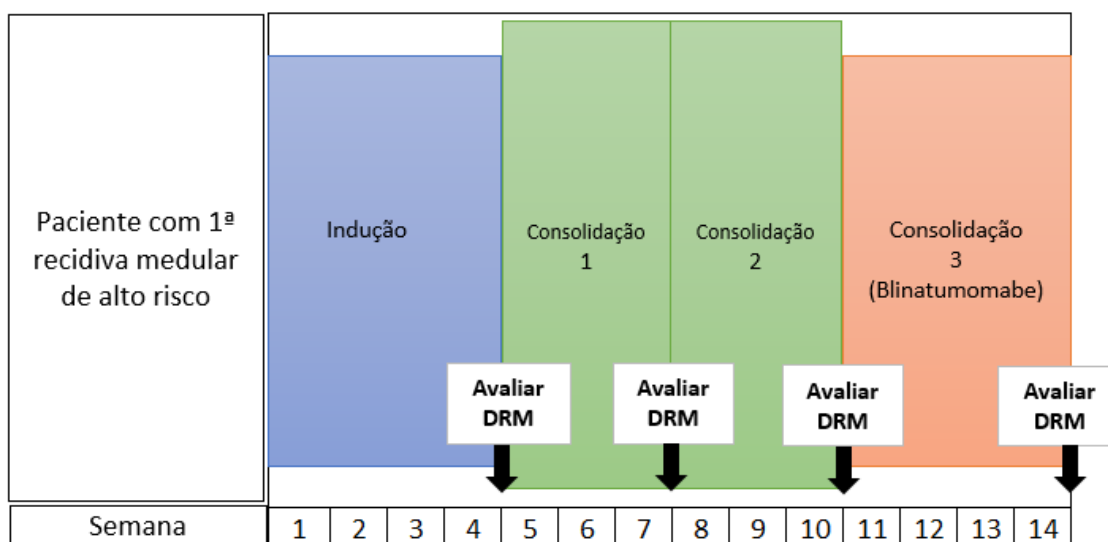 Paciente com 1ª
recidiva medular
de alto risco
Indução
Consolidação
1
Consolidação
2
Consolidação
3
(Blinatumomabe)
Avaliar
DRM
Avaliar
DRM
Avaliar
DRM
Avaliar
DRM
Semana 1 2 3 4 5 6 7 8 9 10 11 12 13 14